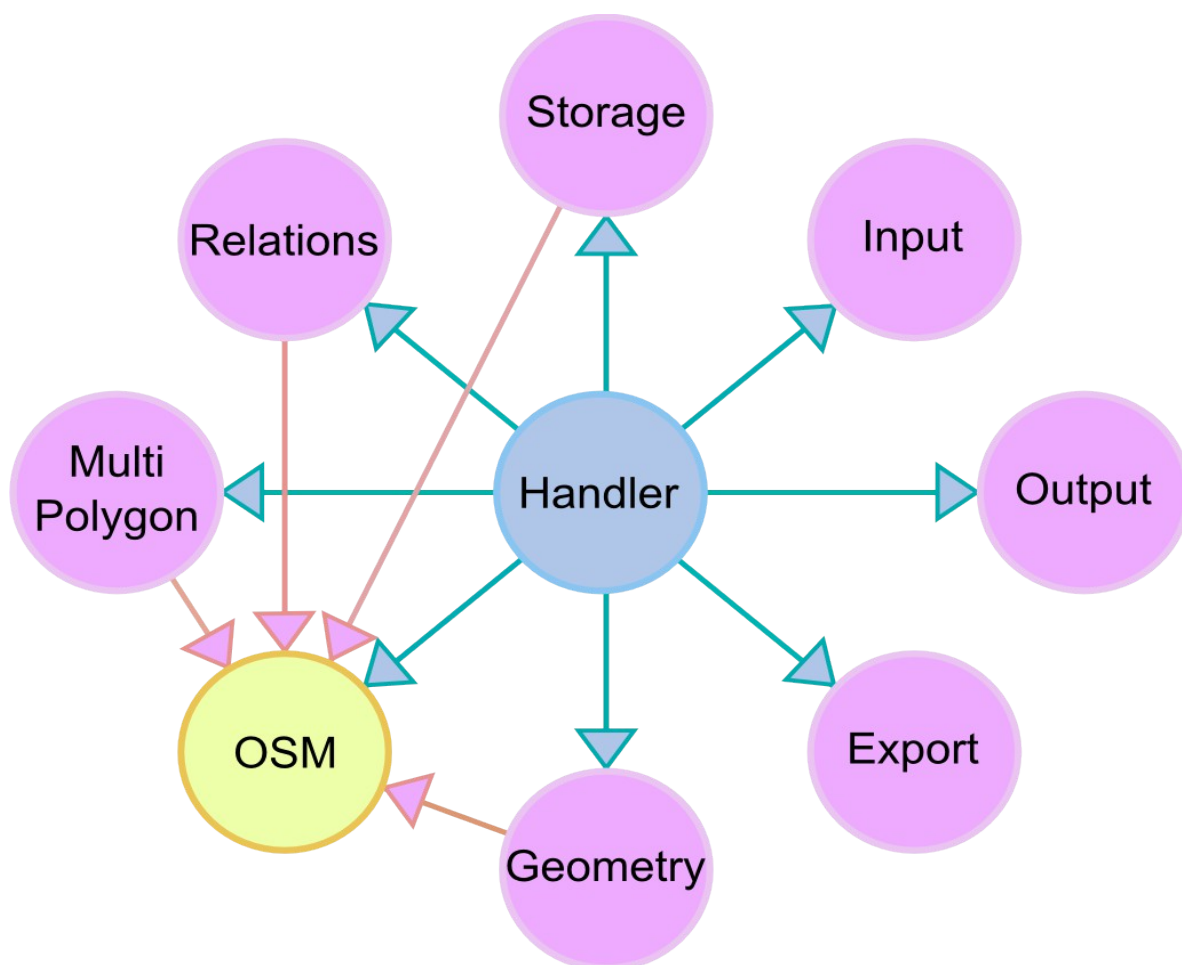 Storage
Relations
Input
Multi
Polygon
Handler
Output
OSM
Export
Geometry